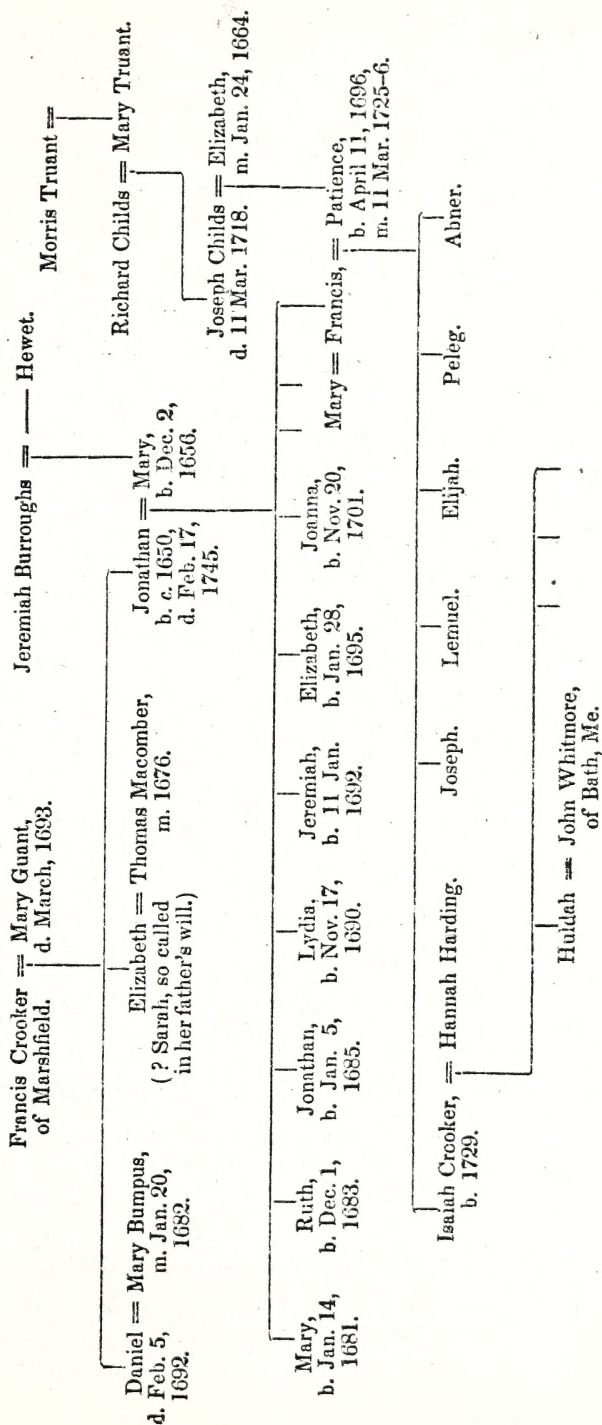 Francis Crooker = Mary Guant,
of Marshfield.
d. March, 1693.
Jeremiah Burroughs = —— Hewet.
Morris Truant =
Richard Childs = Mary Truant.
Daniel = Mary Bumpus,
d. Feb. 5,
1692.
m. Jan. 20,
1682.
Elizabeth = Thomas Macomber,
(? Sarah, so called
in her father's will.)
m. 1676.
Jonathan = Mary,
b. c. 1650,
d. Feb. 17,
1745.
b. Dec. 2,
1656.
Joseph Childs = Elizabeth,
d. 11 Mar. 1718.
m. Jan. 24, 1664.
Mary,
b. Jan. 14,
1681.
Ruth,
b. Dec. 1,
1683.
Jonathan,
b. Jan. 5,
1685.
Lydia,
b. Nov. 17,
1690.
Jeremiah,
b. 11 Jan.
1692.
Elizabeth,
b. Jan. 28,
1695.
Joanna,
b. Nov. 20,
1701.
Mary = Francis, = Patience,
b. April 11, 1696,
m. 11 Mar. 1725-6.
Isaiah Crooker, = Hannah Harding.
b. 1729.
Joseph.
Lemuel.
Elijah.
Peleg.
Abner.
Huldah = John Whitmore,
of Bath, Me.